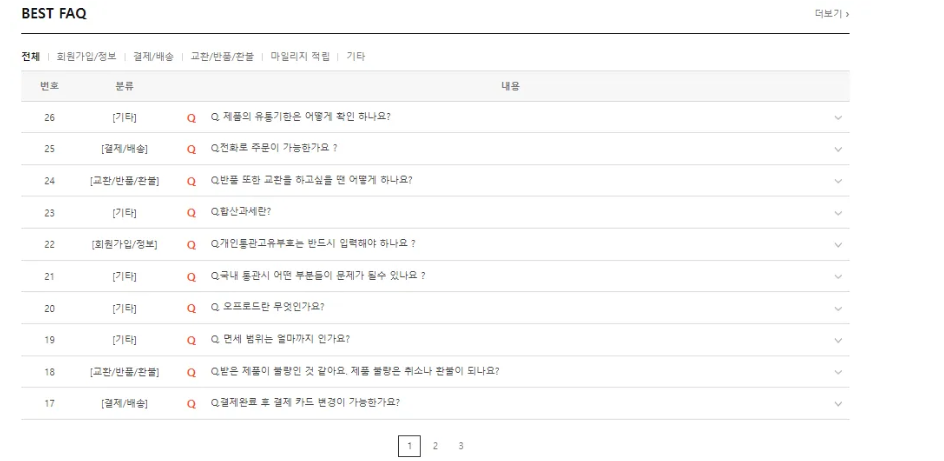 BEST FAQ 더보기 ›
전체 | 회원가입/정보 | 결제/배송 | 교환/반품/환불 | 마일리지 적립 | 기타
번호 분류 내용
26 [기타] Q Q. 제품의 유통기한은 어떻게 확인 하나요?
25 [결제/배송] Q Q.전화로 주문이 가능한가요 ?
24 [교환/반품/환불] Q Q.반품 또한 교환을 하고싶을 땐 어떻게 하나요?
23 [기타] Q Q.합산과세란?
22 [회원가입/정보] Q Q.개인통관고유부호는 반드시 입력해야 하나요 ?
21 [기타] Q Q.국내 통관시 어떤 부분들이 문제가 될수 있나요 ?
20 [기타] Q Q. 오프로드란 무엇인가요?
19 [기타] Q Q. 면세 범위는 얼마까지 인가요?
18 [교환/반품/환불] Q Q.받은 제품이 불량인 것 같아요. 제품 불량은 취소나 환불이 되나요?
17 [결제/배송] Q Q.결제완료 후 결제 카드 변경이 가능한가요?
1 2 3